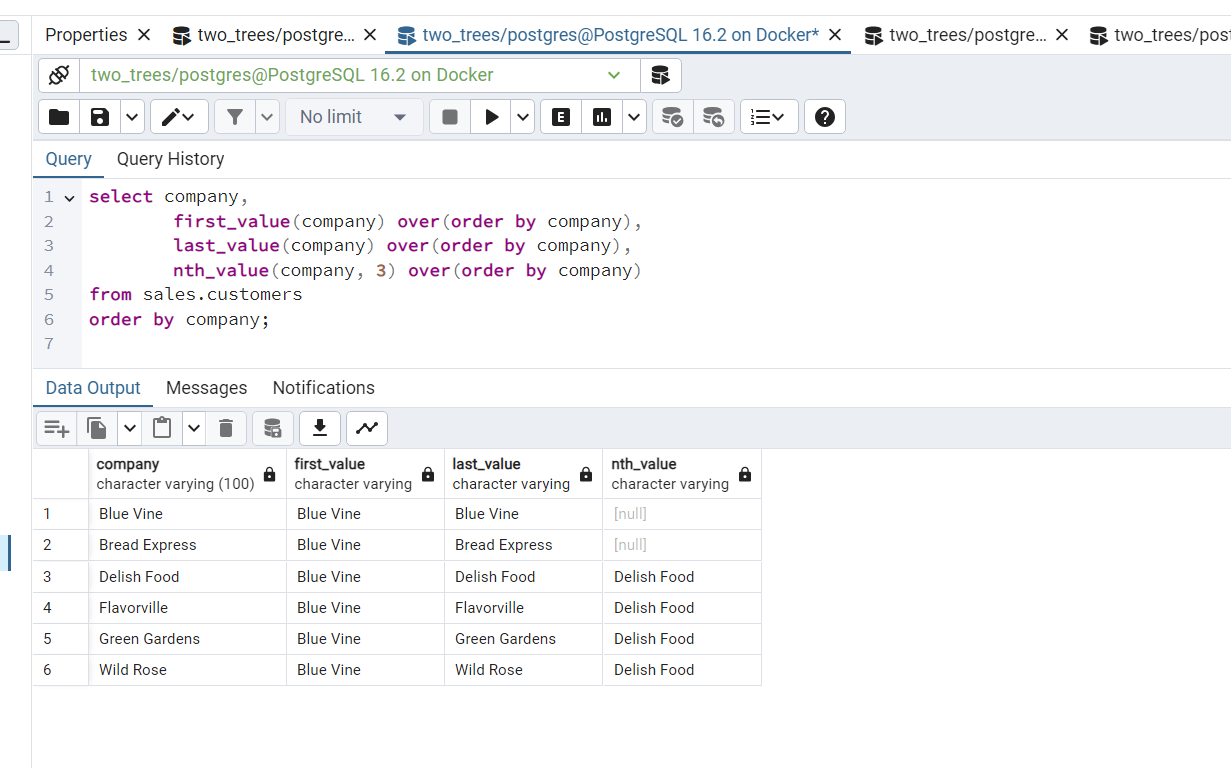 Properties two_trees/postgre... two_trees/postgres@PostgreSQL 16.2 on Docker* two_trees/postgre... two_trees/pos
two_trees/postgres@PostgreSQL 16.2 on Docker
No limit E
Query Query History
1 select company,
2 first_value(company) over(order by company),
3 last_value(company) over(order by company),
4 nth_value(company, 3) over(order by company)
5 from sales.customers
6 order by company;
7
Data Output Messages Notifications
company first_value last_value nth_value
character varying (100) character varying character varying character varying
1 Blue Vine Blue Vine Blue Vine [null]
2 Bread Express Blue Vine Bread Express [null]
3 Delish Food Blue Vine Delish Food Delish Food
4 Flavorville Blue Vine Flavorville Delish Food
5 Green Gardens Blue Vine Green Gardens Delish Food
6 Wild Rose Blue Vine Wild Rose Delish Food